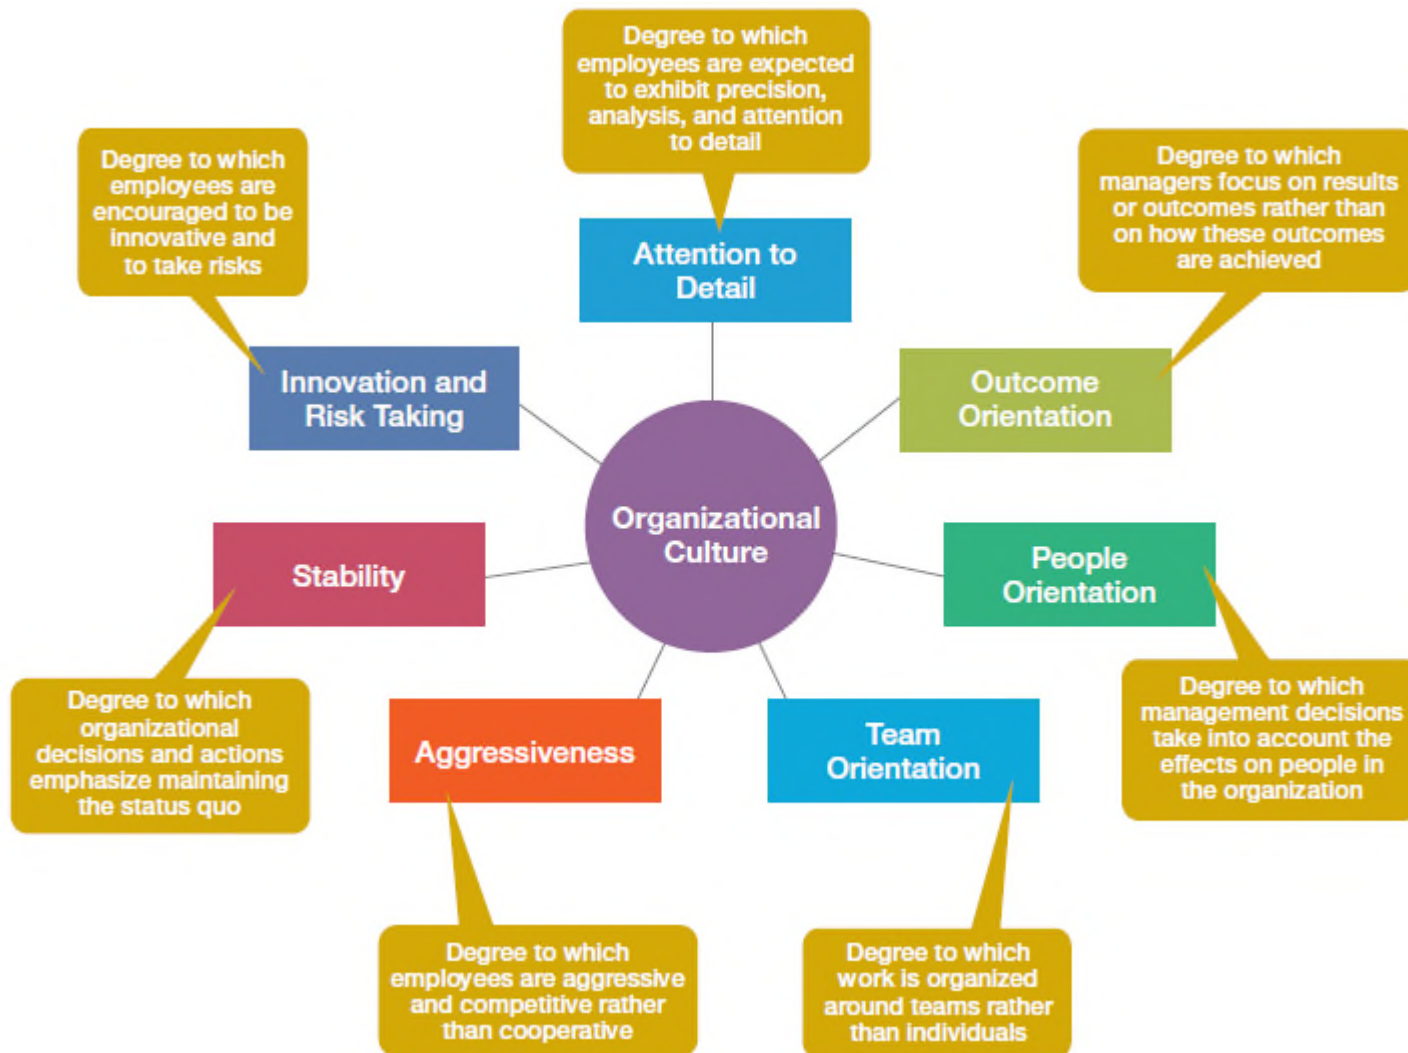 Degree to which
employees are expected
to exhibit precision,
analysis, and attention
to detail
Degree to which
employees are
encouraged to be
innovative and
to take risks
Degree to which
managers focus on results
or outcomes rather than
on how these outcomes
are achieved
Attention to
Detail
Innovation and
Risk Taking
Outcome
Orientation
Organizational
Culture
Stability
People
Orientation
Degree to which
organizational
decisions and actions
emphasize maintaining
the status quo
Aggressiveness
Team
Orientation
Degree to which
management decisions
take into account the
effects on people in
the organization
Degree to which
employees are aggressive
and competitive rather
than cooperative
Degree to which
work is organized
around teams rather
than individuals